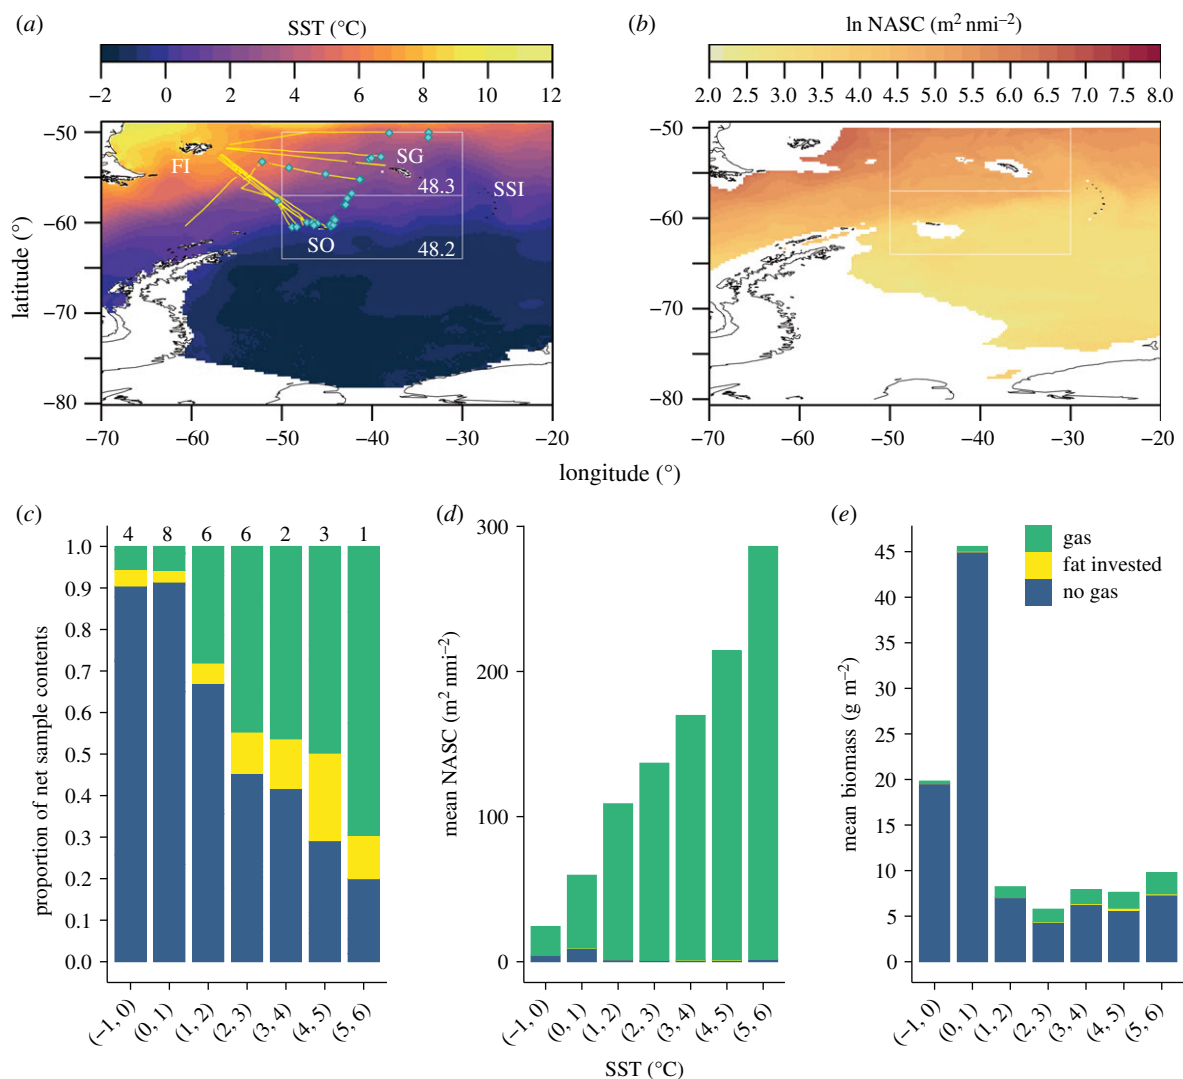 (a) SST (°C)
−2 0 2 4 6 8 10 12
−50
−60
−70
−80
latitude (°)
FI
SG
48.3
SSI
SO
48.2
−70 −60 −50 −40 −30 −20
(b) ln NASC (m² nmi⁻²)
2.0 2.5 3.0 3.5 4.0 4.5 5.0 5.5 6.0 6.5 7.0 8.0
−50
−60
−70
−80
−70 −60 −50 −40 −30 −20
longitude (°)
(c)
4 8 6 6 2 3 1
1.0
0.9
0.8
0.7
0.6
0.5
0.4
0.3
0.2
0.1
0.0
proportion of net sample contents
(−1, 0) (0, 1) (1, 2) (2, 3) (3, 4) (4, 5) (5, 6)
(d)
300
200
100
0
mean NASC (m² nmi⁻²)
(−1, 0) (0, 1) (1, 2) (2, 3) (3, 4) (4, 5) (5, 6)
SST (°C)
(e)
gas
fat invested
no gas
45
40
35
30
25
20
15
10
5
0
mean biomass (g m⁻²)
(−1, 0) (0, 1) (1, 2) (2, 3) (3, 4) (4, 5) (5, 6)